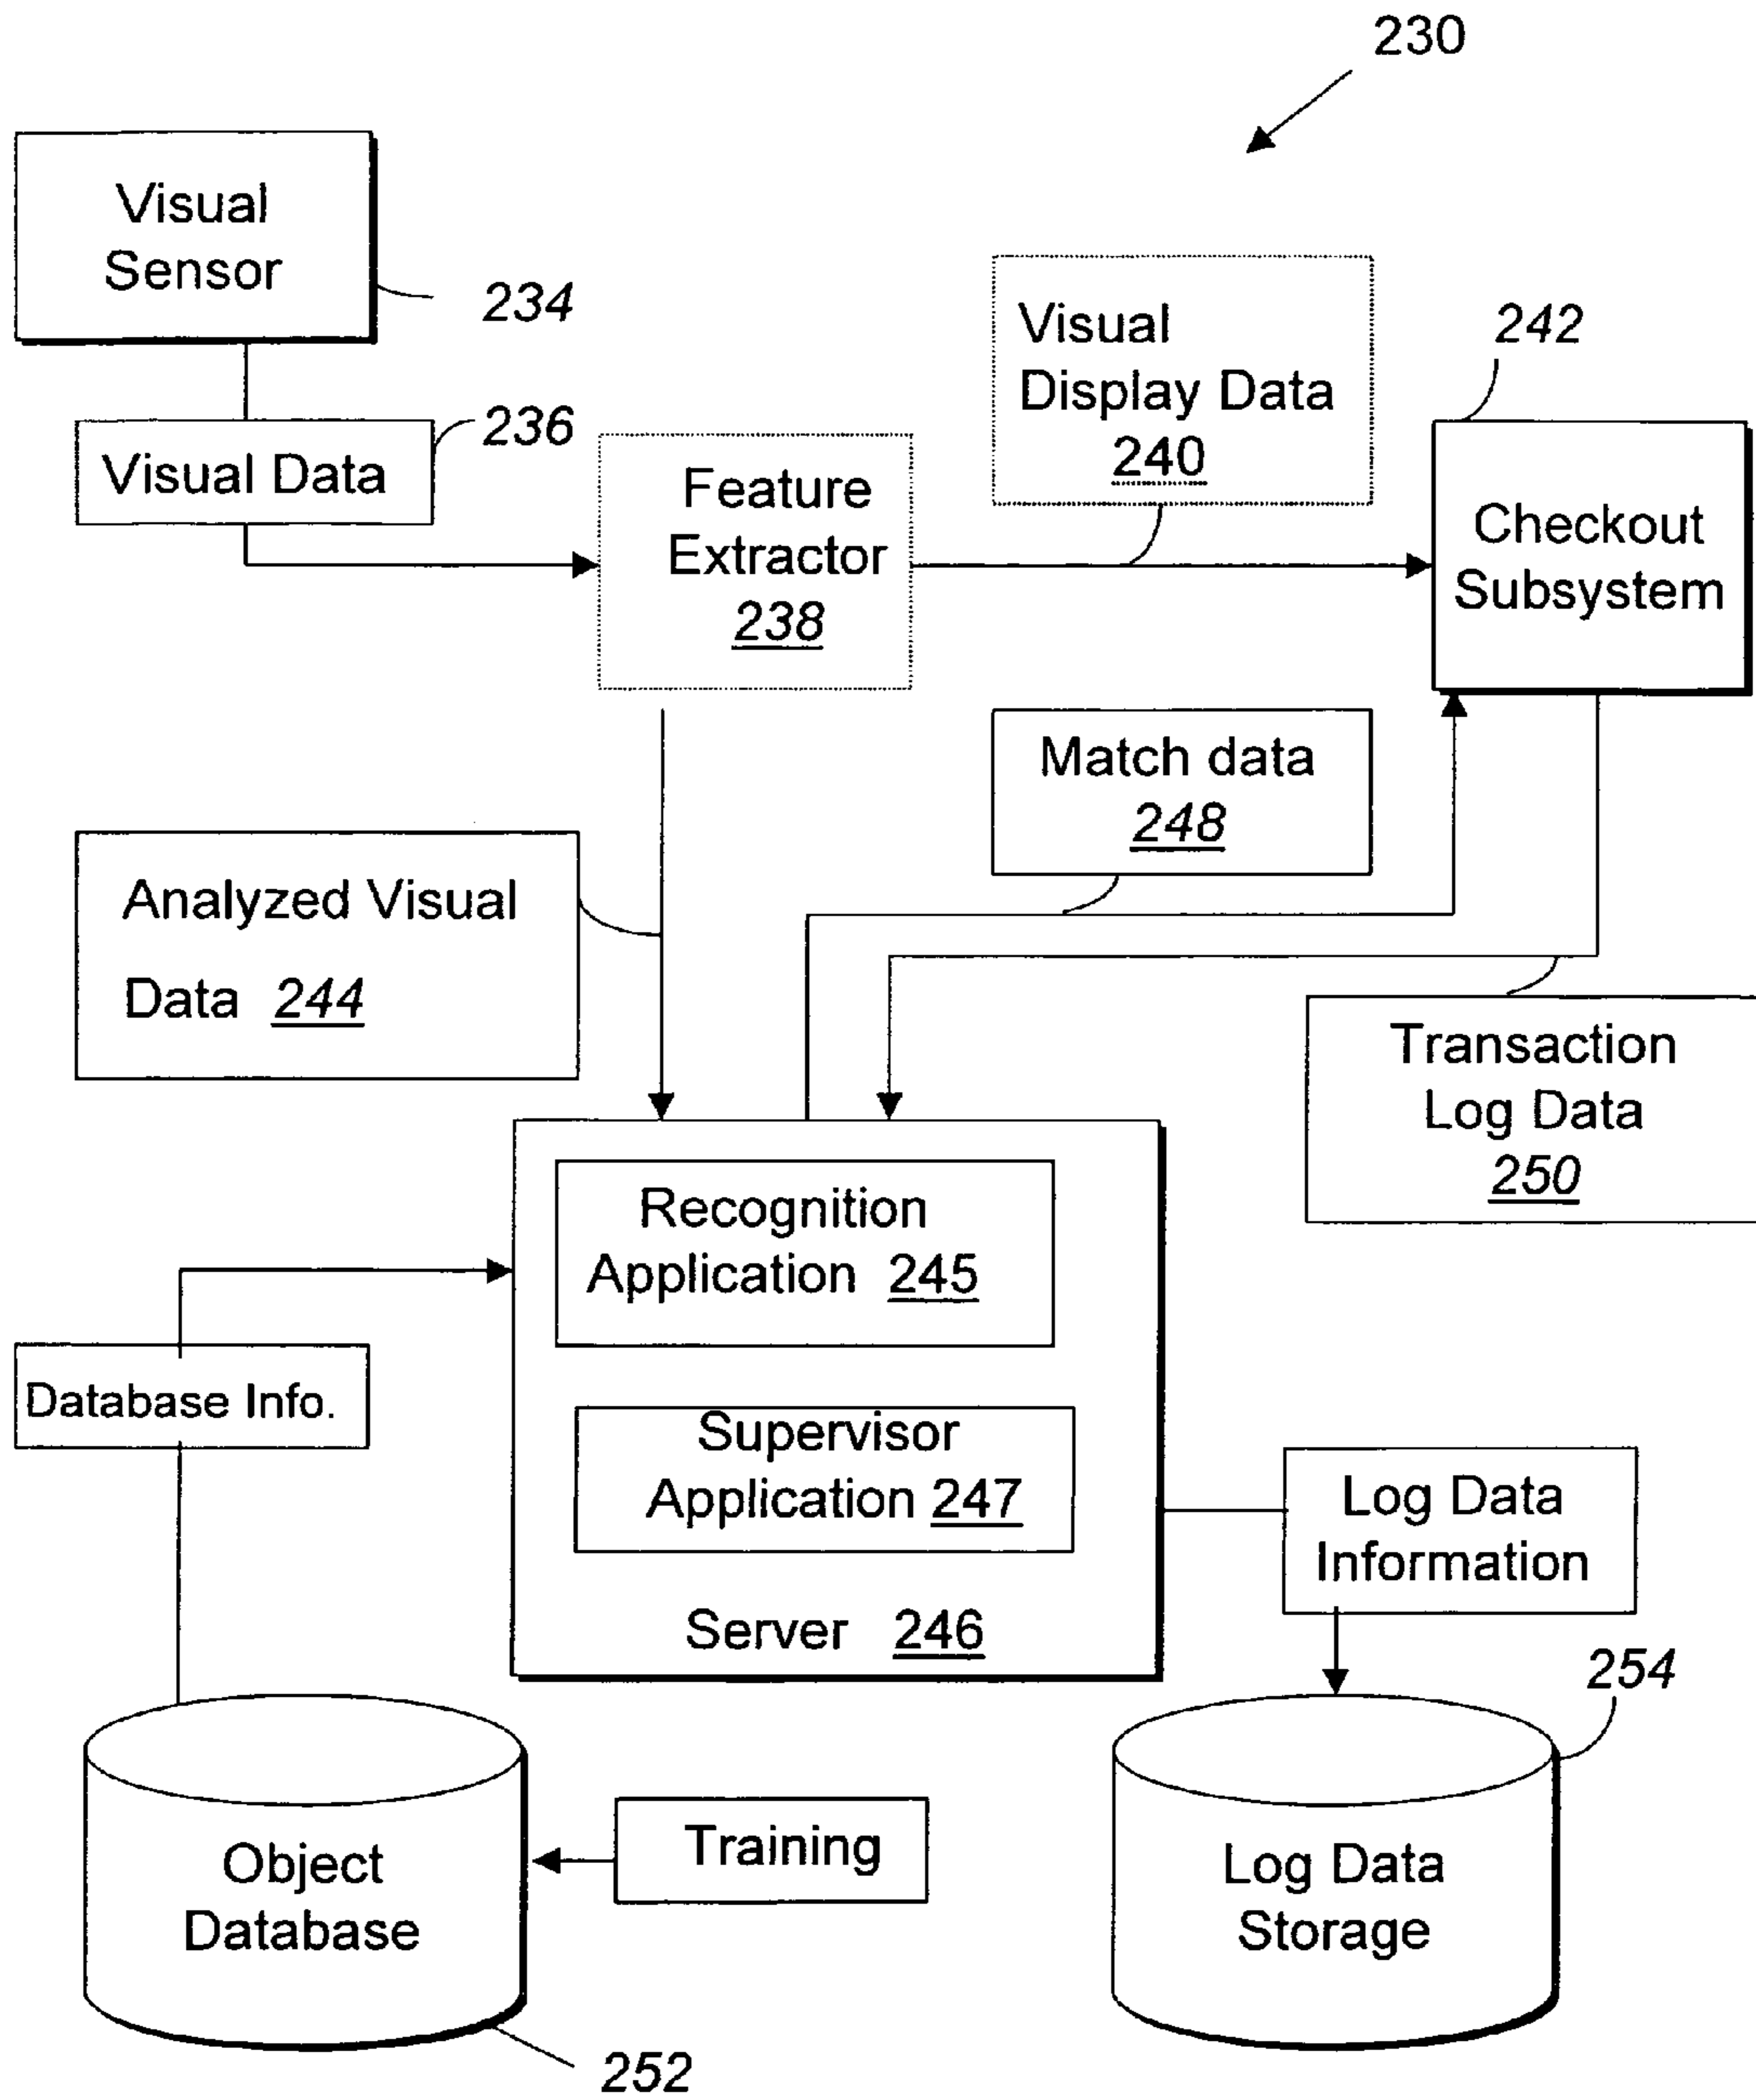 230
Visual
Sensor
234
Visual
Display Data
240
242
236
Visual Data
Feature
Extractor
238
Checkout
Subsystem
Match data
248
Analyzed Visual
Data 244
Transaction
Log Data
250
Recognition
Application 245
Database Info.
Supervisor
Application 247
Log Data
Information
Server 246
254
Object
Database
Training
Log Data
Storage
252